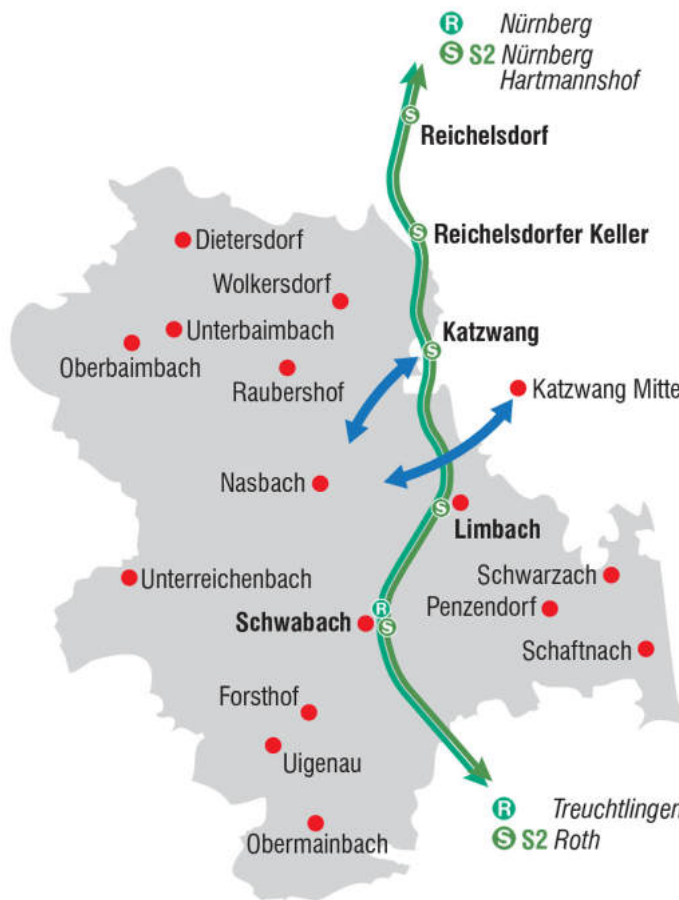 R Nürnberg
S S2 Nürnberg
Hartmannshof
S
Reichelsdorf
S Reichelsdorfer Keller
Dietersdorf
Wolkersdorf
Unterbaimbach
Oberbaimbach
Katzwang
S
Raubershof
Katzwang Mitte
Nasbach
S
Limbach
Schwarzach
Unterreichenbach
Penzendorf
R
Schwabach
S
Schaftnach
Forsthof
Uigenau
R Treuchtlingen
Obermainbach
S S2 Roth